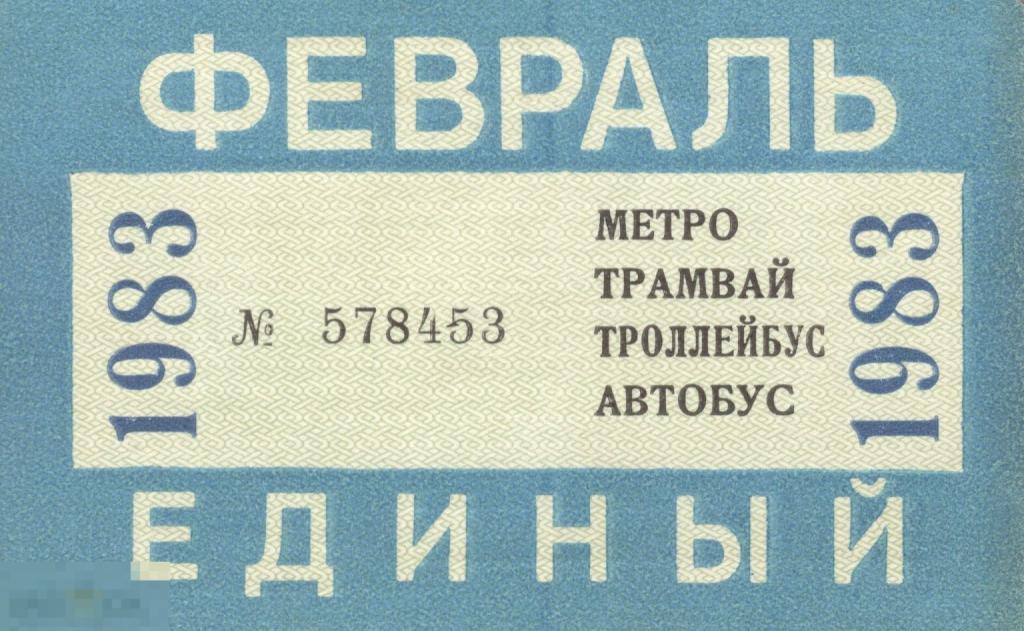 ФЕВРАЛЬ
1983
№ 578453
МЕТРО
ТРАМВАЙ
ТРОЛЛЕЙБУС
АВТОБУС
1983
ЕДИНЫЙ